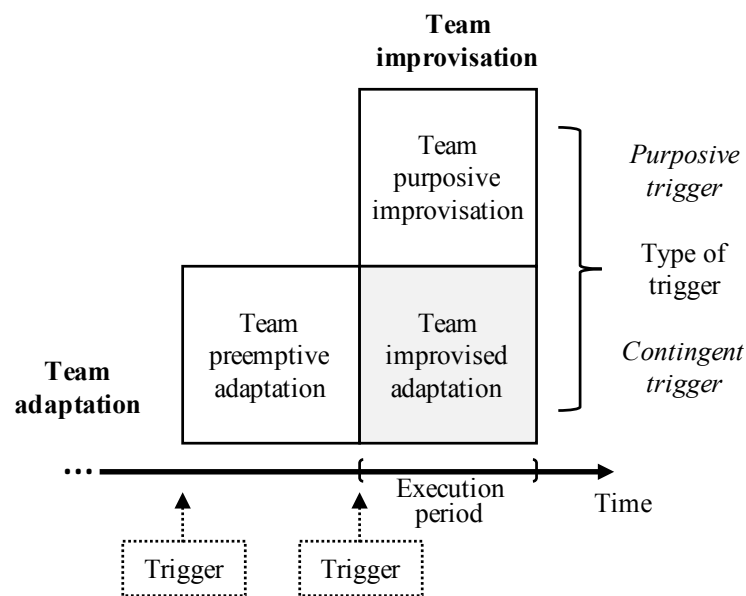 Team
improvisation
Team
purposive
improvisation
Purposive
trigger
Type of
trigger
Contingent
trigger
Team
adaptation
Team
preemptive
adaptation
Team
improvised
adaptation
...
Execution
period
Time
Trigger
Trigger